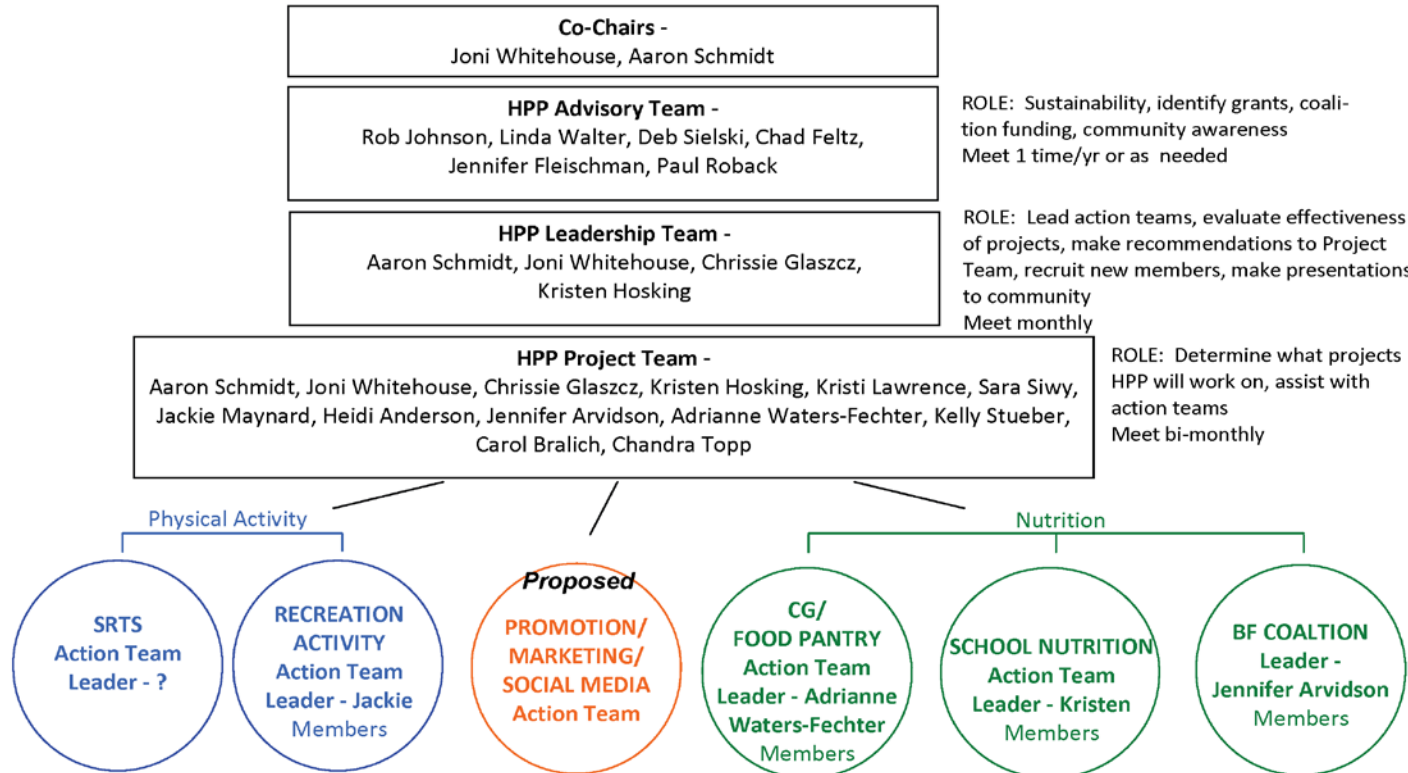 Co-Chairs -
Joni Whitehouse, Aaron Schmidt
HPP Advisory Team -
Rob Johnson, Linda Walter, Deb Sielski, Chad Feltz,
Jennifer Fleischman, Paul Roback
ROLE:  Sustainability, identify grants, coali-
tion funding, community awareness
Meet 1 time/yr or as  needed
HPP Leadership Team -
Aaron Schmidt, Joni Whitehouse, Chrissie Glaszcz,
Kristen Hosking
ROLE:  Lead action teams, evaluate effectiveness
of projects, make recommendations to Project
Team, recruit new members, make presentations
to community
Meet monthly
HPP Project Team -
Aaron Schmidt, Joni Whitehouse, Chrissie Glaszcz, Kristen Hosking, Kristi Lawrence, Sara Siwy,
Jackie Maynard, Heidi Anderson, Jennifer Arvidson, Adrianne Waters-Fechter, Kelly Stueber,
Carol Bralich, Chandra Topp
ROLE:  Determine what projects
HPP will work on, assist with
action teams
Meet bi-monthly
Physical Activity
SRTS
Action Team
Leader - ?
RECREATION
ACTIVITY
Action Team
Leader - Jackie
Members
Proposed
PROMOTION/
MARKETING/
SOCIAL MEDIA
Action Team
Nutrition
CG/
FOOD PANTRY
Action Team
Leader - Adrianne
Waters-Fechter
Members
SCHOOL NUTRITION
Action Team
Leader - Kristen
Members
BF COALTION
Leader -
Jennifer Arvidson
Members